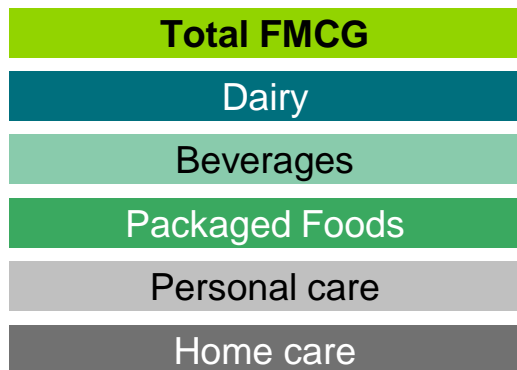 Total FMCG
Dairy
Beverages
Packaged Foods
Personal care
Home care